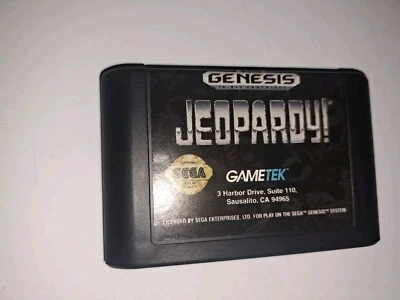 GENESIS
16-BIT CARTRIDGE
JEOPARDY!
SEGA
GAMETEK™
3 Harbor Drive, Suite 110,
Sausalito, CA 94965
LICENSED BY SEGA ENTERPRISES, LTD. FOR PLAY ON THE SEGA™ GENESIS™ SYSTEM.